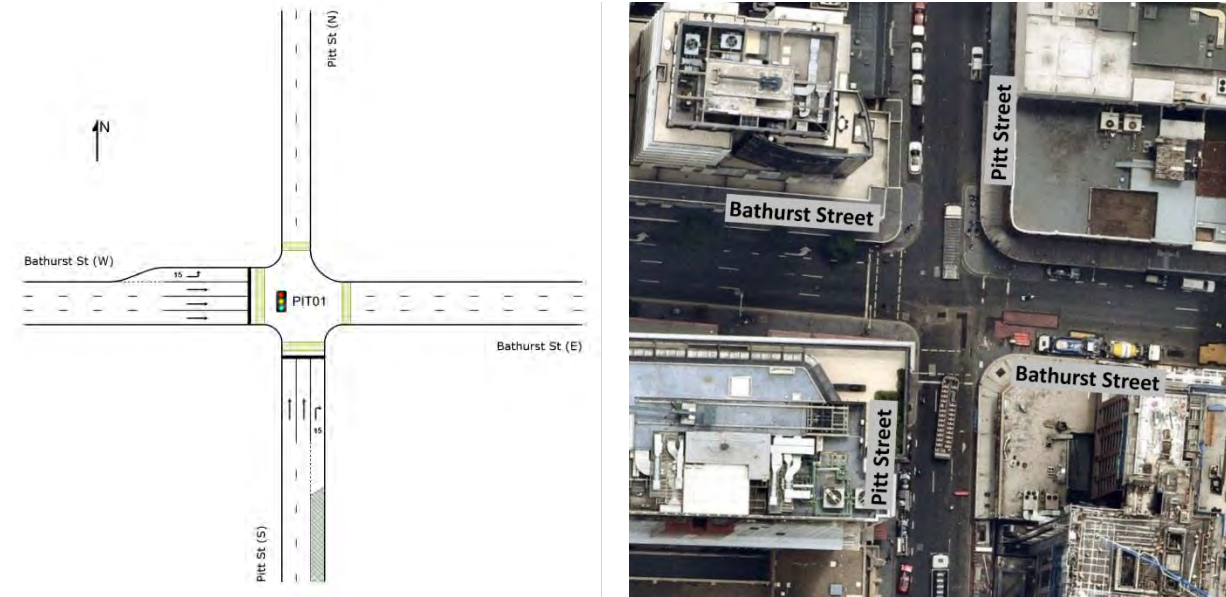 Pitt St (N)
N
Bathurst St (W)
15
PIT01
Bathurst St (E)
15
Pitt St (S)
Pitt Street
Bathurst Street
Bathurst Street
Pitt Street